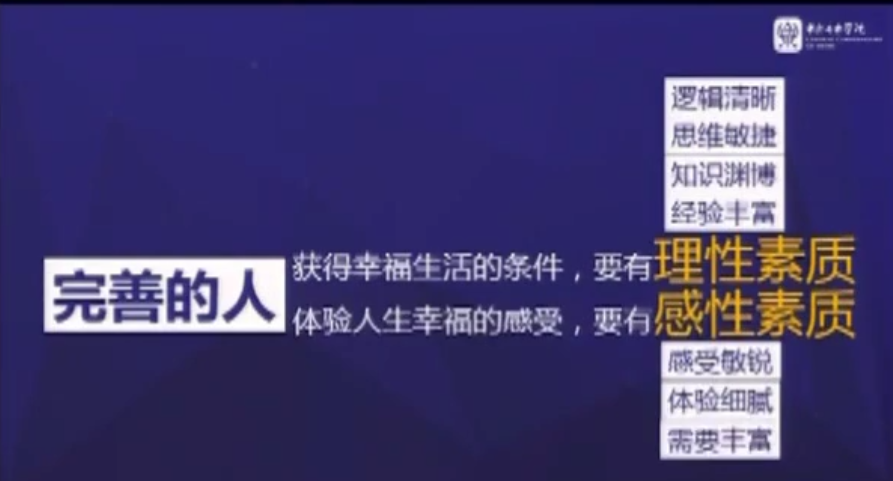 逻辑清晰
思维敏捷
知识渊博
经验丰富
完善的人
获得幸福生活的条件，要有理性素质
体验人生幸福的感受，要有感性素质
感受敏锐
体验细腻
需要丰富